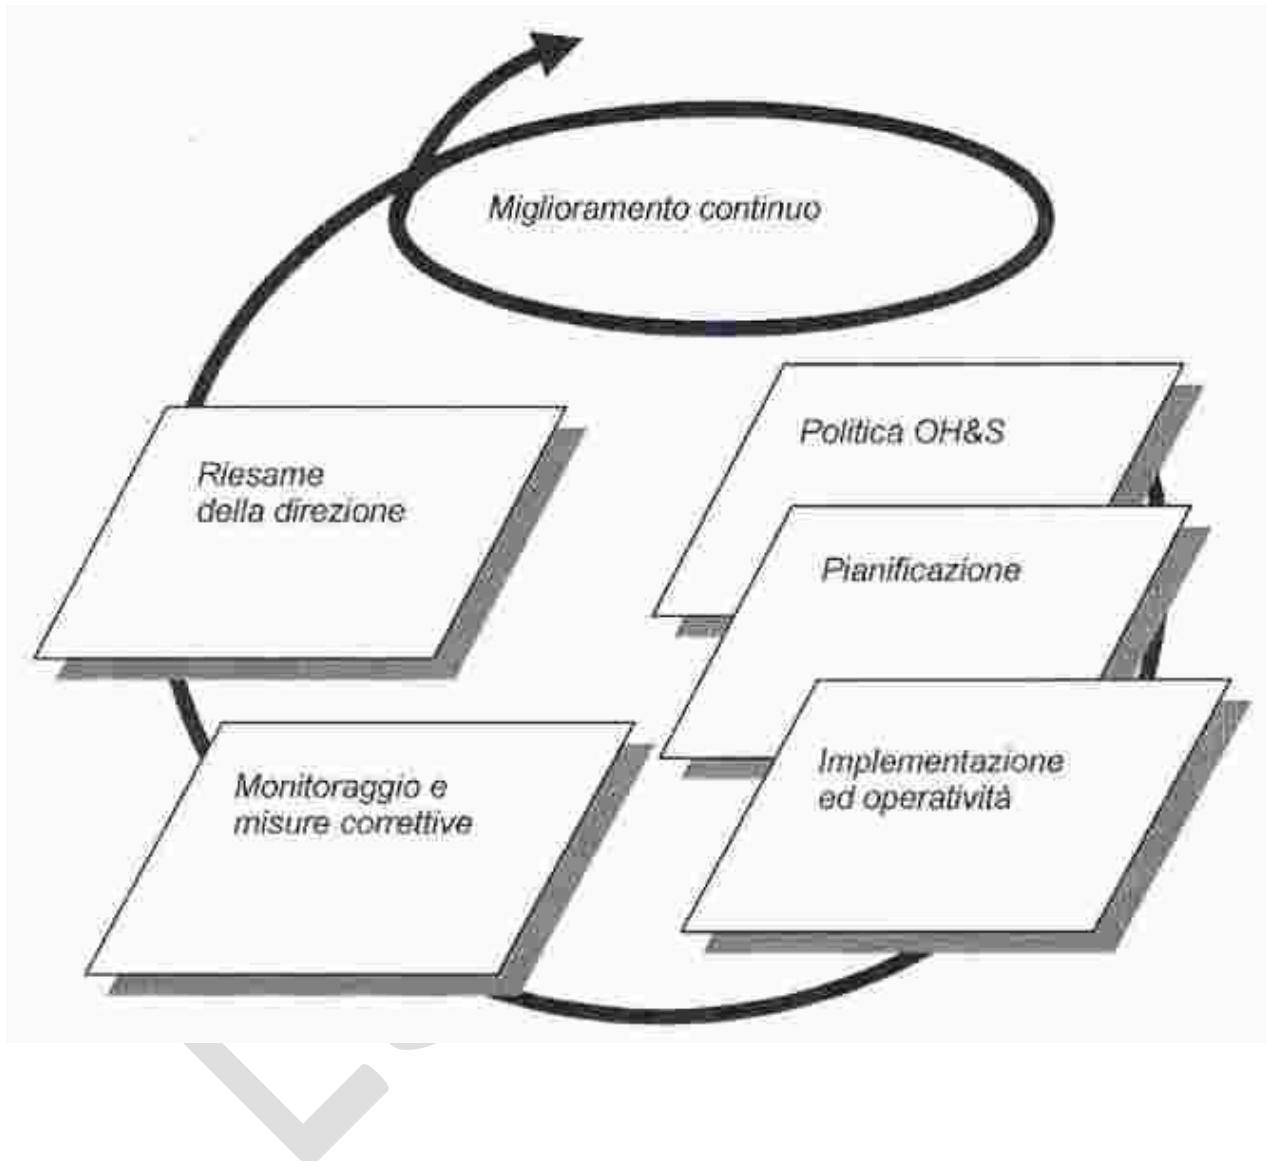 Miglioramento continuo
Politica OH&S
Riesame
della direzione
Pianificazione
Implementazione
ed operatività
Monitoraggio e
misure correttive